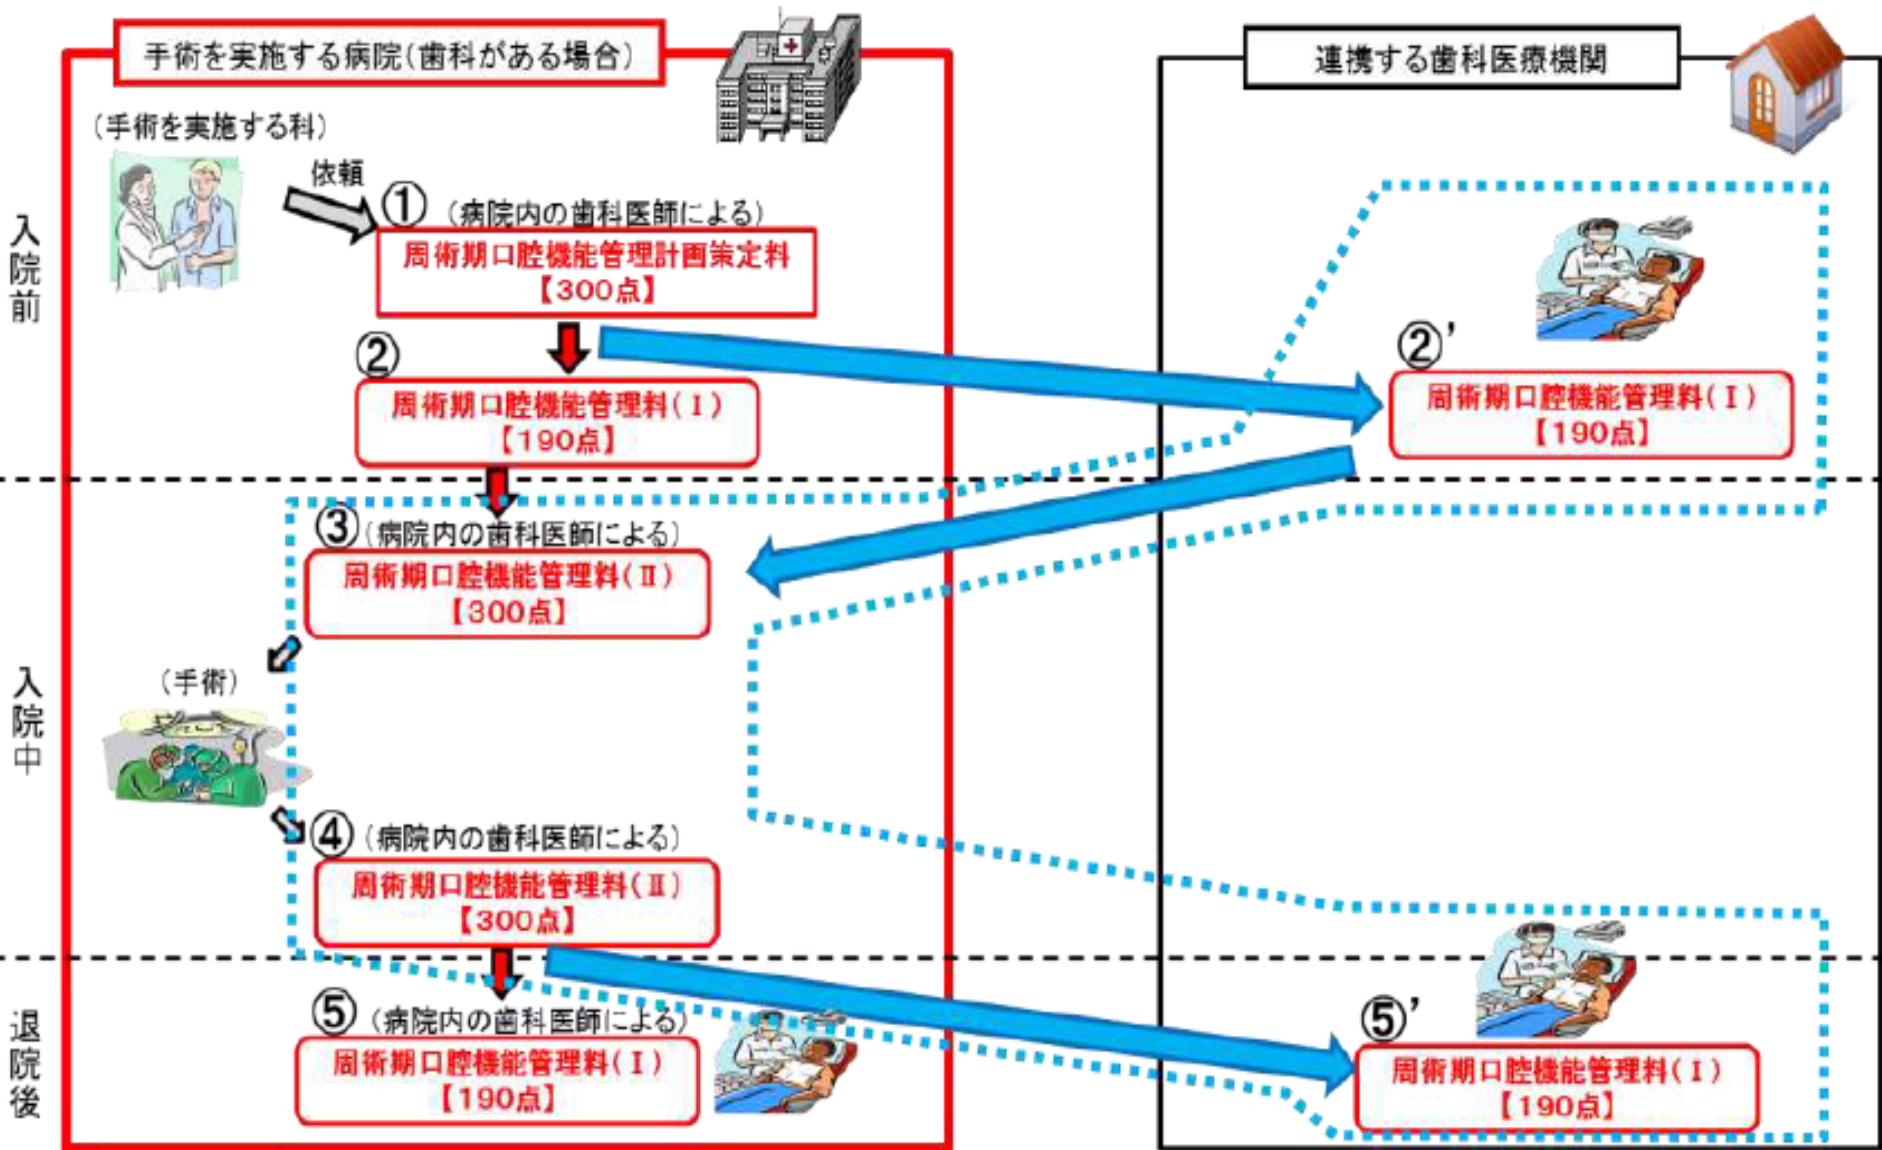 手術を実施する病院(歯科がある場合)
連携する歯科医療機関
(手術を実施する科)
依頼
入院前
① (病院内の歯科医師による)
周術期口腔機能管理計画策定料
【300点】
②
周術期口腔機能管理料(Ⅰ)
【190点】
②'
周術期口腔機能管理料(Ⅰ)
【190点】
入院中
③ (病院内の歯科医師による)
周術期口腔機能管理料(Ⅱ)
【300点】
(手術)
④ (病院内の歯科医師による)
周術期口腔機能管理料(Ⅱ)
【300点】
退院後
⑤ (病院内の歯科医師による)
周術期口腔機能管理料(Ⅰ)
【190点】
⑤'
周術期口腔機能管理料(Ⅰ)
【190点】